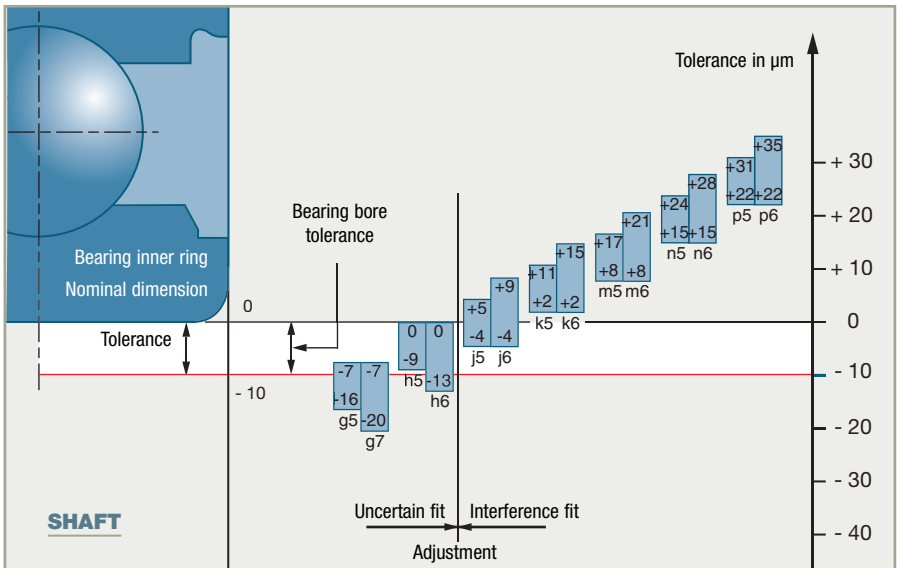 Tolerance in µm
Bearing bore
tolerance
Bearing inner ring
Nominal dimension
Tolerance
0
- 10
-7
-16
g5
-7
-20
g7
0
-9
h5
0
-13
h6
+5
-4
j5
+9
-4
j6
+11
+2
k5
+15
+2
k6
+17
+8
m5
+21
+8
m6
+24
+15
n5
+28
+15
n6
+31
+22
p5
+35
+22
p6
+ 30
+ 20
+ 10
0
- 10
- 20
- 30
- 40
Uncertain fit
Interference fit
Adjustment
SHAFT